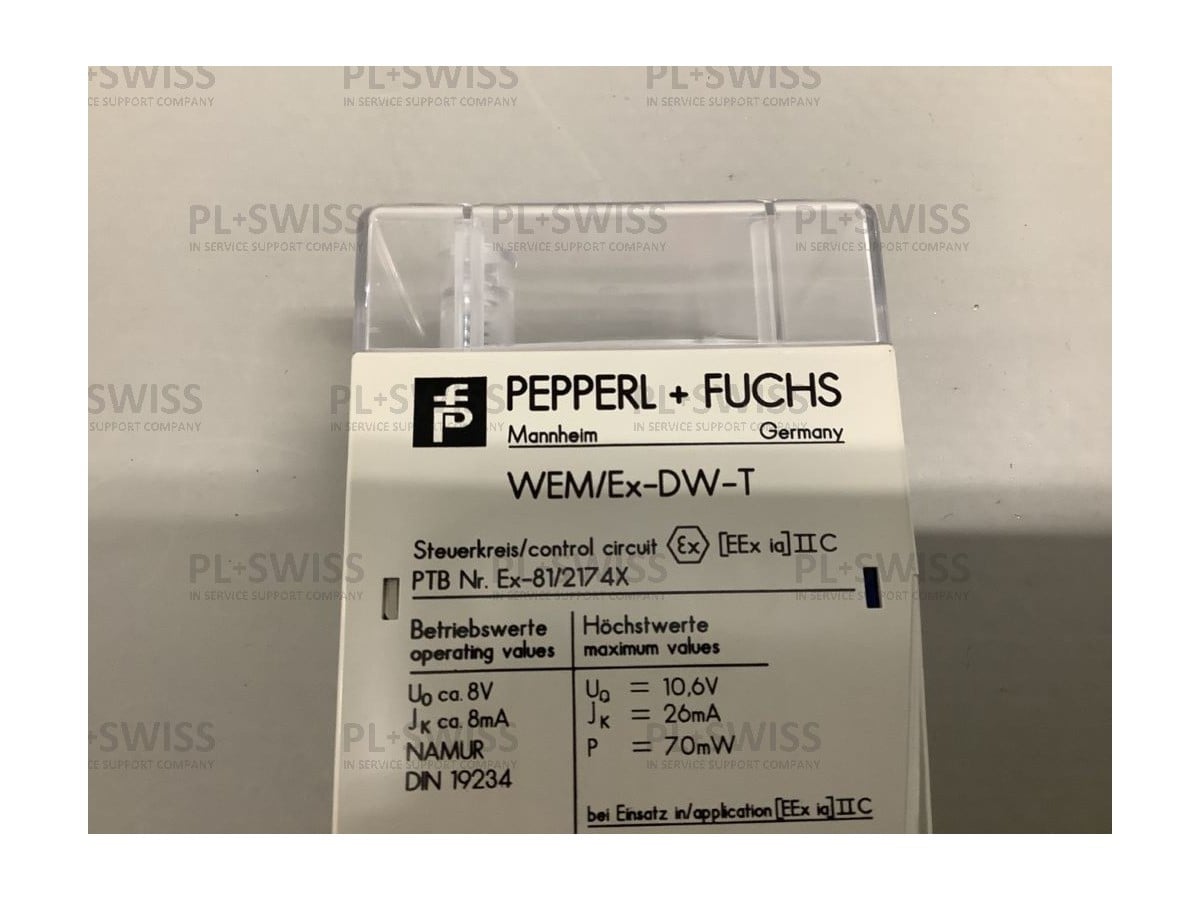 PEPPERL + FUCHS
Mannheim Germany
WEM/Ex-DW-T
Steuerkreis/control circuit Ex [EEx ia] II C
PTB Nr. Ex-81/2174X
Betriebswerte
operating values
Höchstwerte
maximum values
U0 ca. 8V
JK ca. 8mA
NAMUR
DIN 19234
U0 = 10,6V
JK = 26mA
P = 70mW
bei Einsatz in/application [EEx ia] II C
PL+SWISS
IN SERVICE SUPPORT COMPANY